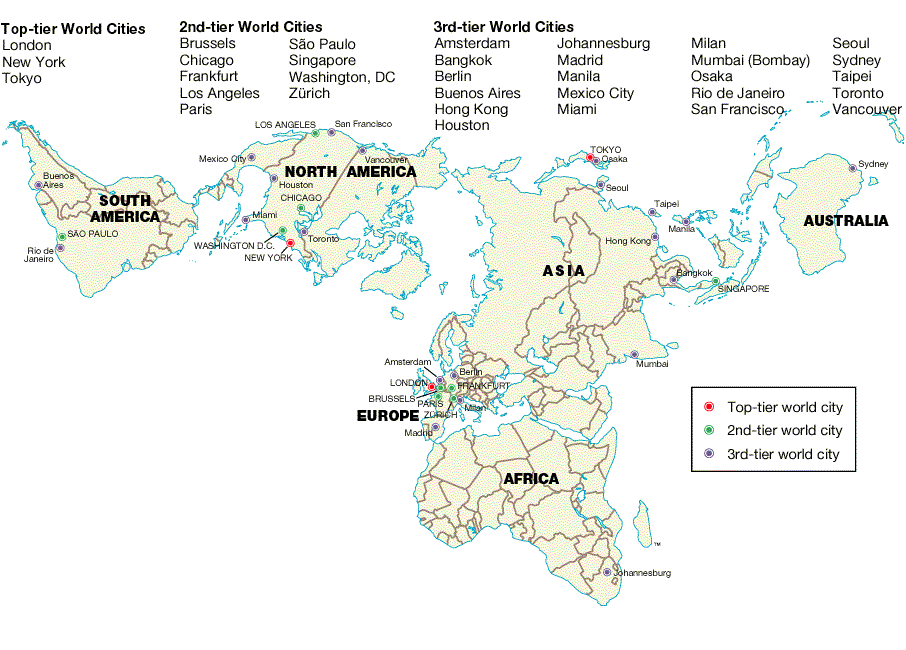 Top-tier World Cities
London
New York
Tokyo
2nd-tier World Cities
Brussels
Chicago
Frankfurt
Los Angeles
Paris
São Paulo
Singapore
Washington, DC
Zürich
3rd-tier World Cities
Amsterdam
Bangkok
Berlin
Buenos Aires
Hong Kong
Houston
Johannesburg
Madrid
Manila
Mexico City
Miami
Milan
Mumbai (Bombay)
Osaka
Rio de Janeiro
San Francisco
Seoul
Sydney
Taipei
Toronto
Vancouver
LOS ANGELES
San Francisco
Mexico City
Vancouver
NORTH AMERICA
Houston
CHICAGO
Miami
WASHINGTON D.C.
Toronto
NEW YORK
Buenos
Aires
SOUTH
AMERICA
SÃO PAULO
Rio de
Janeiro
TOKYO
Osaka
Seoul
Taipei
Manila
Hong Kong
ASIA
Bangkok
SINGAPORE
Mumbai
Sydney
AUSTRALIA
Amsterdam
Berlin
LONDON
FRANKFURT
BRUSSELS
PARIS
Milan
EUROPE
ZÜRICH
Madrid
AFRICA
Johannesburg
™
Top-tier world city
2nd-tier world city
3rd-tier world city